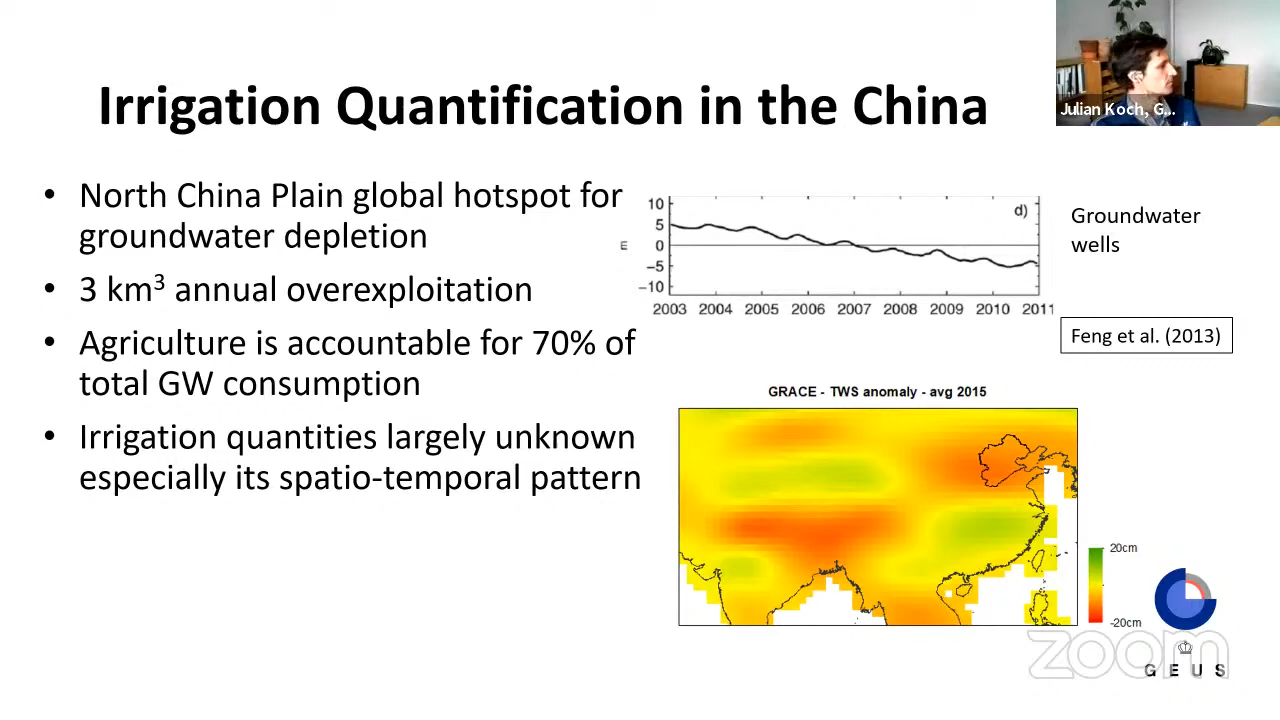 Irrigation Quantification in the China
Julian Koch, G...
• North China Plain global hotspot for
groundwater depletion
• 3 km³ annual overexploitation
• Agriculture is accountable for 70% of
total GW consumption
• Irrigation quantities largely unknown
especially its spatio-temporal pattern
10
5
0
−5
−10
m
d)
2003 2004 2005 2006 2007 2008 2009 2010 2011
Groundwater
wells
Feng et al. (2013)
GRACE - TWS anomaly - avg 2015
20cm
-20cm
zoom
G E U S